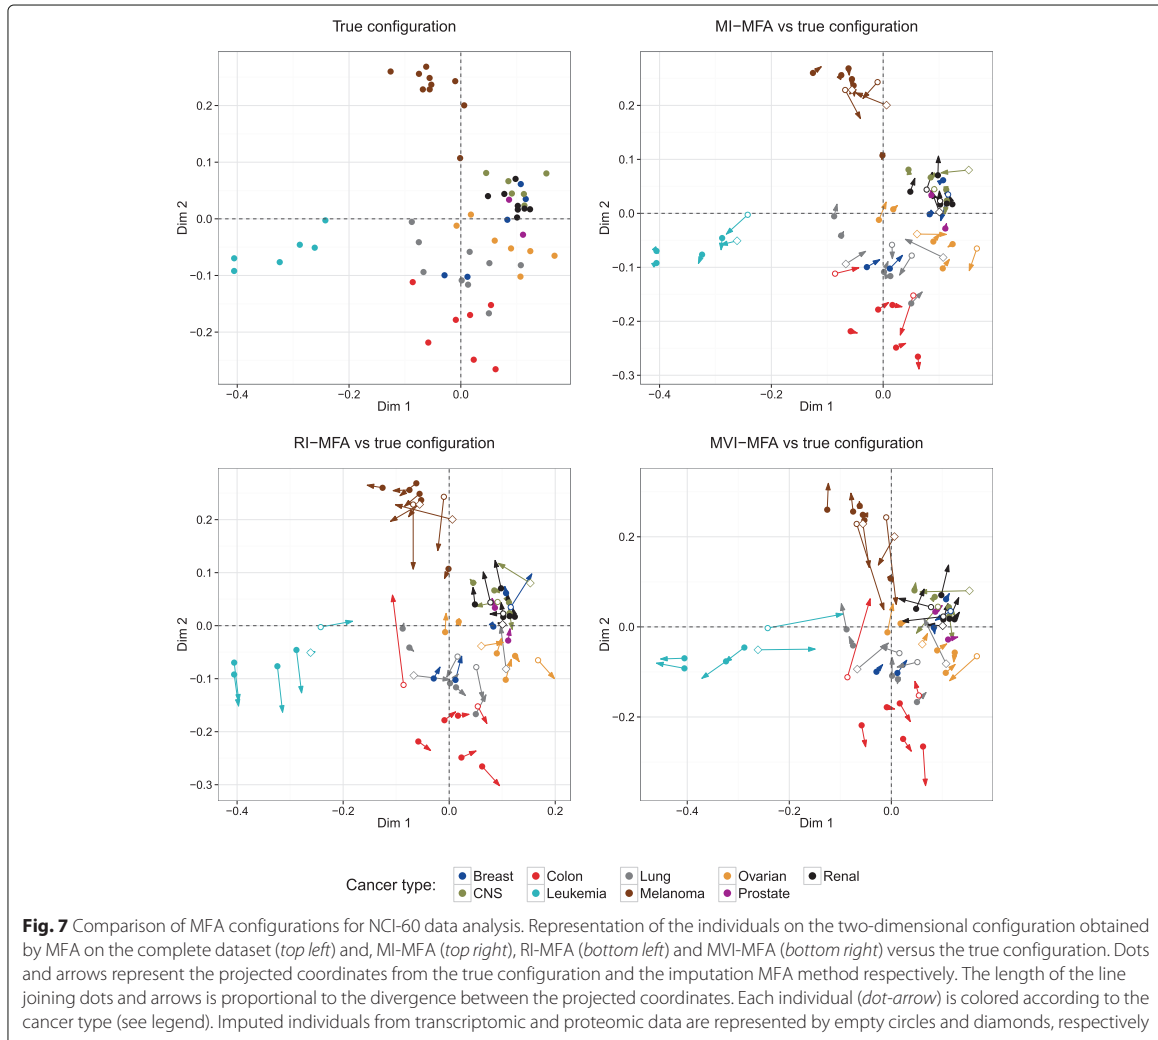 True configuration
MI−MFA vs true configuration
0.2
0.1
0.0
−0.1
−0.2
Dim 2
−0.4
−0.2
0.0
Dim 1
0.2
0.1
0.0
−0.1
−0.2
−0.3
Dim 2
−0.4
−0.2
0.0
Dim 1
RI−MFA vs true configuration
MVI−MFA vs true configuration
0.2
0.1
0.0
−0.1
−0.2
−0.3
Dim 2
−0.4
−0.2
0.0
0.2
Dim 1
0.2
0.0
−0.2
Dim 2
−0.4
−0.2
0.0
Dim 1
Cancer type:
Breast Colon Lung Ovarian Renal
CNS Leukemia Melanoma Prostate
Fig. 7 Comparison of MFA configurations for NCI-60 data analysis. Representation of the individuals on the two-dimensional configuration obtained
by MFA on the complete dataset (top left) and, MI-MFA (top right), RI-MFA (bottom left) and MVI-MFA (bottom right) versus the true configuration. Dots
and arrows represent the projected coordinates from the true configuration and the imputation MFA method respectively. The length of the line
joining dots and arrows is proportional to the divergence between the projected coordinates. Each individual (dot-arrow) is colored according to the
cancer type (see legend). Imputed individuals from transcriptomic and proteomic data are represented by empty circles and diamonds, respectively